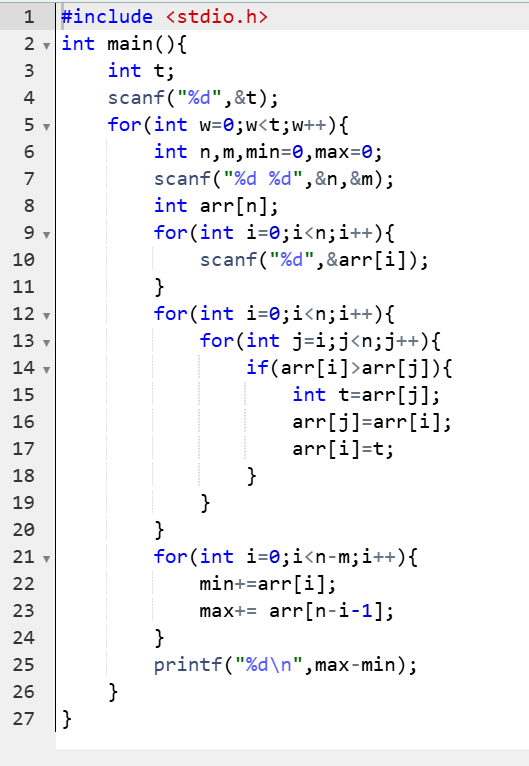 1 #include <stdio.h>
2 int main(){
3     int t;
4     scanf("%d",&t);
5     for(int w=0;w<t;w++){
6         int n,m,min=0,max=0;
7         scanf("%d %d",&n,&m);
8         int arr[n];
9         for(int i=0;i<n;i++){
10             scanf("%d",&arr[i]);
11         }
12         for(int i=0;i<n;i++){
13             for(int j=i;j<n;j++){
14                 if(arr[i]>arr[j]){
15                     int t=arr[j];
16                     arr[j]=arr[i];
17                     arr[i]=t;
18                 }
19             }
20         }
21         for(int i=0;i<n-m;i++){
22             min+=arr[i];
23             max+= arr[n-i-1];
24         }
25         printf("%d\n",max-min);
26     }
27 }